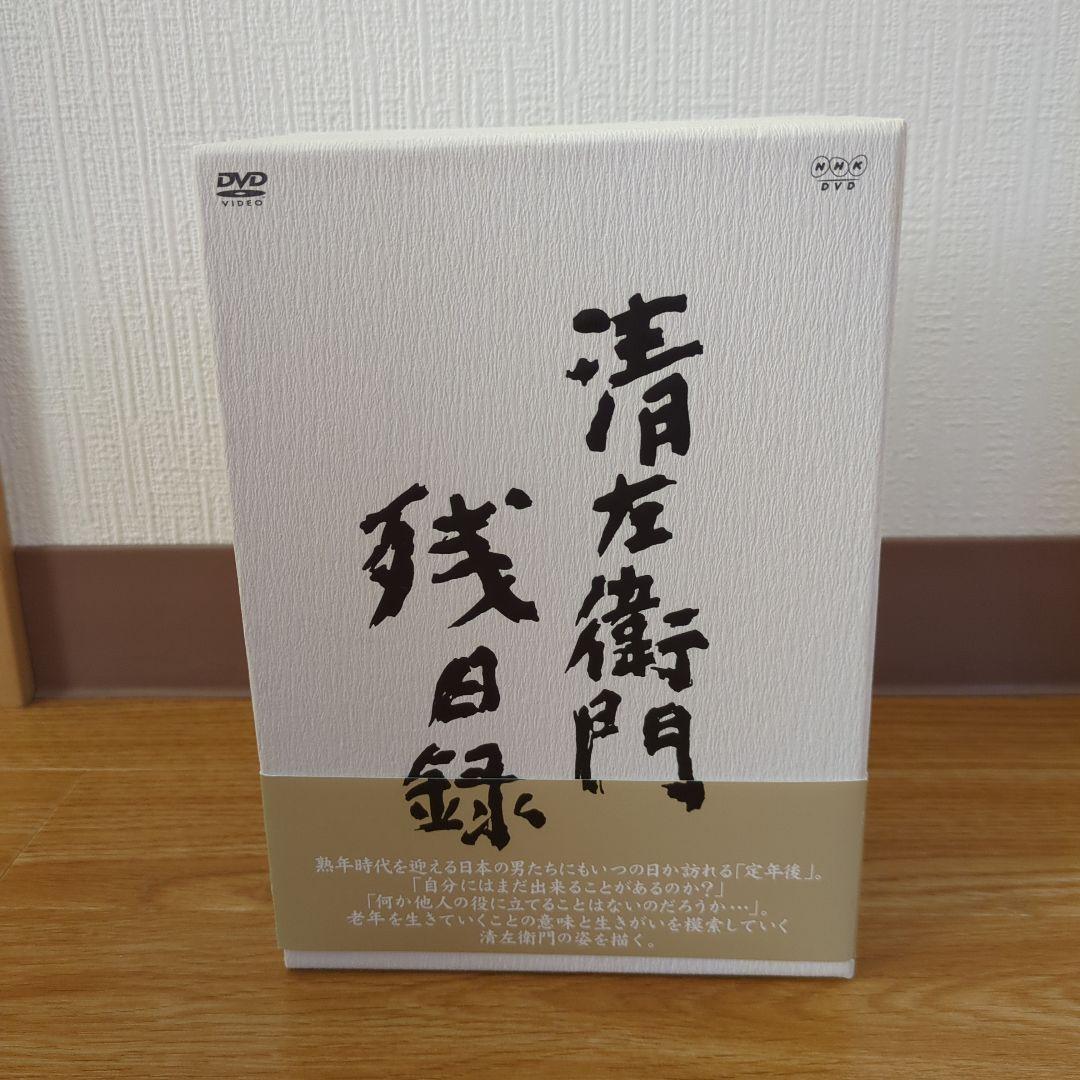 DVD
VIDEO
NHK
DVD
清左衛門
残日録
熟年時代を迎える日本の男たちにもいつの日か訪れる「定年後」。
「自分にはまだ出来ることがあるのか?」
「何か他人の役に立てることはないのだろうか…」。
老年を生きていくことの意味と生きがいを模索していく
清左衛門の姿を描く。